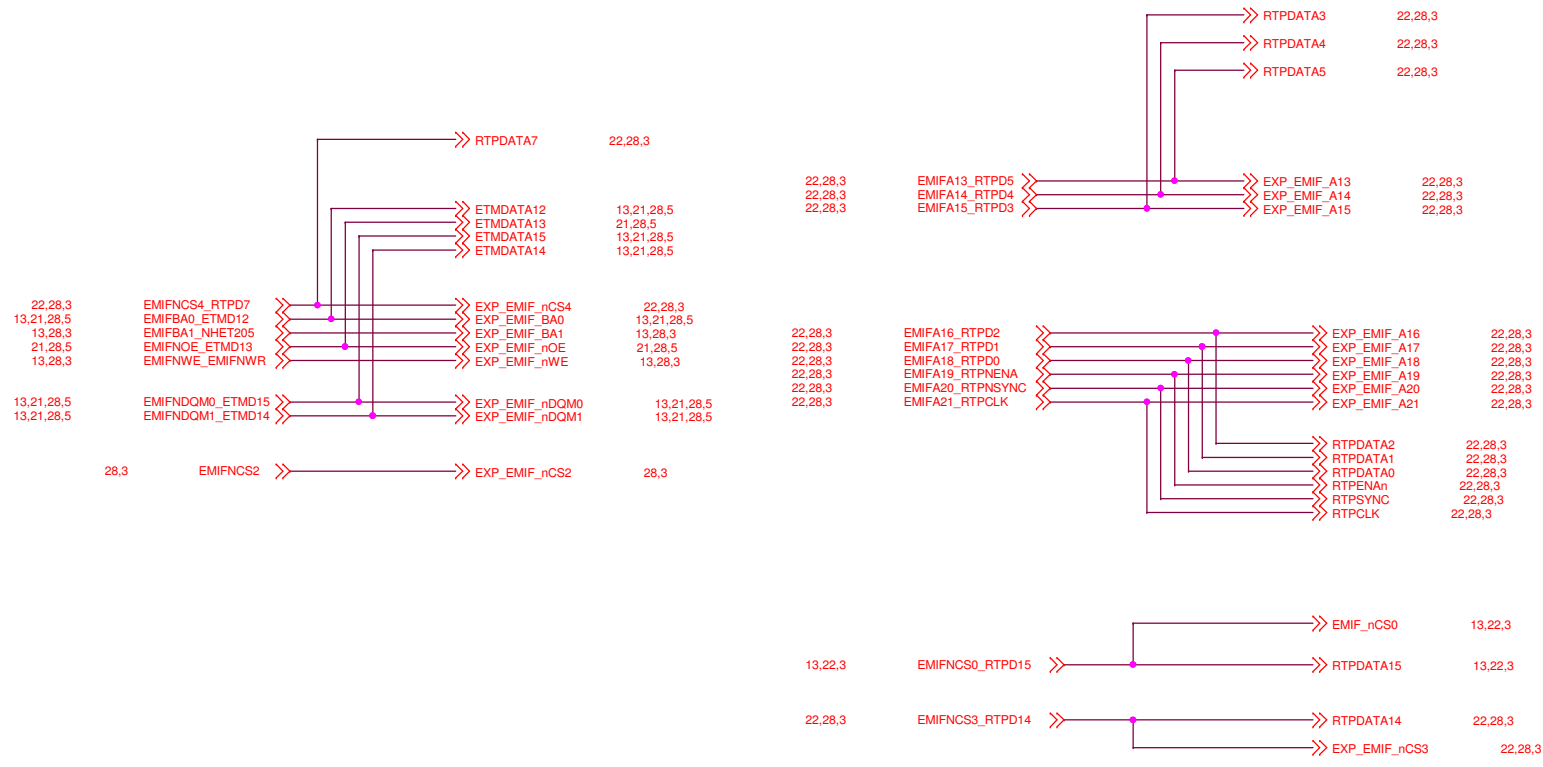 RTPDATA3 22,28,3
RTPDATA4 22,28,3
RTPDATA5 22,28,3
RTPDATA7 22,28,3
ETMDATA12 13,21,28,5
ETMDATA13 21,28,5
ETMDATA15 13,21,28,5
ETMDATA14 13,21,28,5
22,28,3 EMIFNCS4_RTPD7 EXP_EMIF_nCS4 22,28,3
13,21,28,5 EMIFBA0_ETMD12 EXP_EMIF_BA0 13,21,28,5
13,28,3 EMIFBA1_NHET205 EXP_EMIF_BA1 13,28,3
21,28,5 EMIFNOE_ETMD13 EXP_EMIF_nOE 21,28,5
13,28,3 EMIFNWE_EMIFNWR EXP_EMIF_nWE 13,28,3
13,21,28,5 EMIFNDQM0_ETMD15 EXP_EMIF_nDQM0 13,21,28,5
13,21,28,5 EMIFNDQM1_ETMD14 EXP_EMIF_nDQM1 13,21,28,5
28,3 EMIFNCS2 EXP_EMIF_nCS2 28,3
22,28,3 EMIFA13_RTPD5 EXP_EMIF_A13 22,28,3
22,28,3 EMIFA14_RTPD4 EXP_EMIF_A14 22,28,3
22,28,3 EMIFA15_RTPD3 EXP_EMIF_A15 22,28,3
22,28,3 EMIFA16_RTPD2 EXP_EMIF_A16 22,28,3
22,28,3 EMIFA17_RTPD1 EXP_EMIF_A17 22,28,3
22,28,3 EMIFA18_RTPD0 EXP_EMIF_A18 22,28,3
22,28,3 EMIFA19_RTPNENA EXP_EMIF_A19 22,28,3
22,28,3 EMIFA20_RTPNSYNC EXP_EMIF_A20 22,28,3
22,28,3 EMIFA21_RTPCLK EXP_EMIF_A21 22,28,3
RTPDATA2 22,28,3
RTPDATA1 22,28,3
RTPDATA0 22,28,3
RTPENAn 22,28,3
RTPSYNC 22,28,3
RTPCLK 22,28,3
EMIF_nCS0 13,22,3
13,22,3 EMIFNCS0_RTPD15 RTPDATA15 13,22,3
22,28,3 EMIFNCS3_RTPD14 RTPDATA14 22,28,3
EXP_EMIF_nCS3 22,28,3